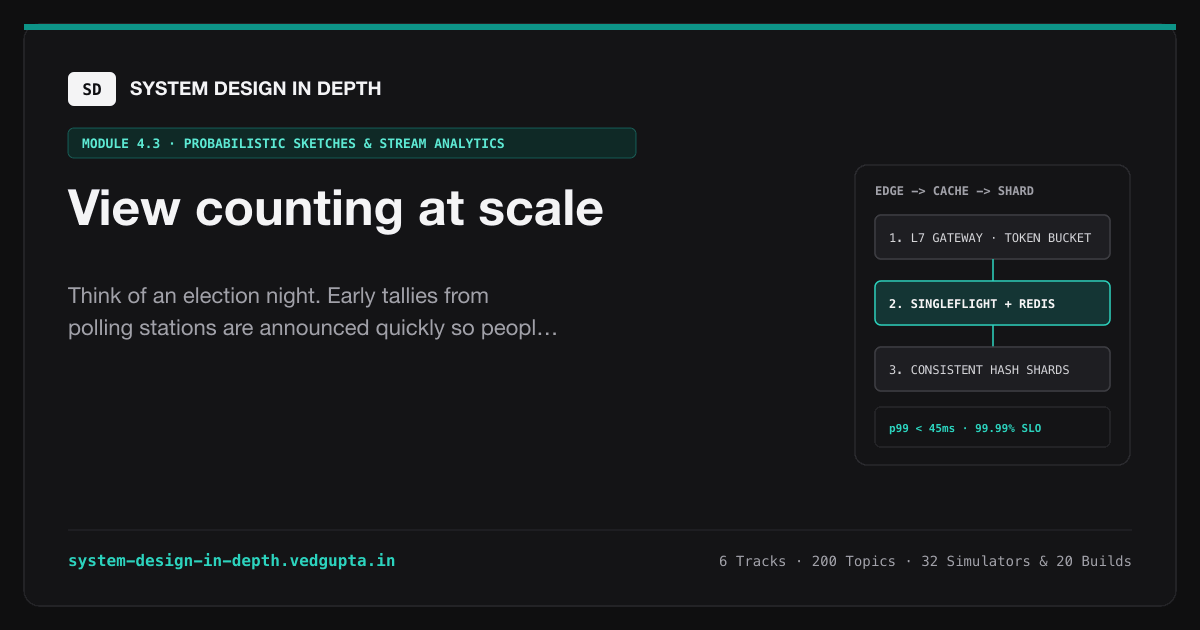 SD SYSTEM DESIGN IN DEPTH
MODULE 4.3 · PROBABILISTIC SKETCHES & STREAM ANALYTICS
View counting at scale
Think of an election night. Early tallies from
polling stations are announced quickly so peopl…
EDGE —> CACHE —> SHARD
1. L7 GATEWAY · TOKEN BUCKET
2. SINGLEFLIGHT + REDIS
3. CONSISTENT HASH SHARDS
p99 < 45ms · 99.99% SLO
system-design-in-depth.vedgupta.in
6 Tracks · 200 Topics · 32 Simulators & 20 Builds